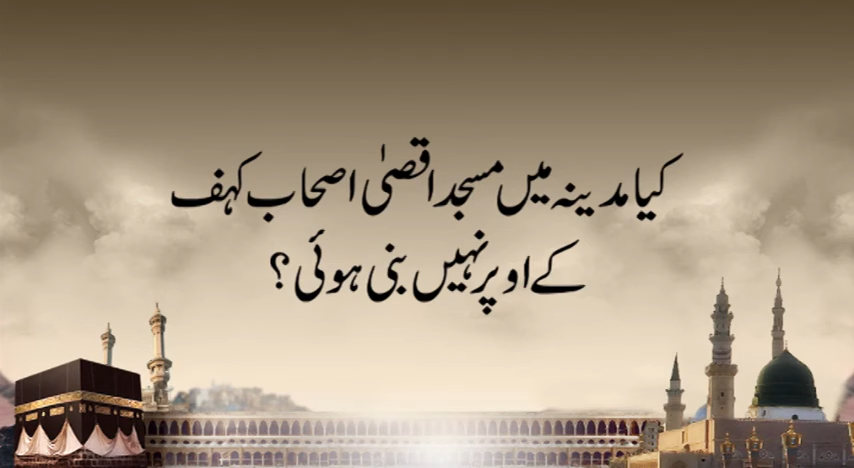 کیا مدینہ میں مسجد اقصیٰ اصحاب کہف
کے اوپر نہیں بنی ہوئی؟